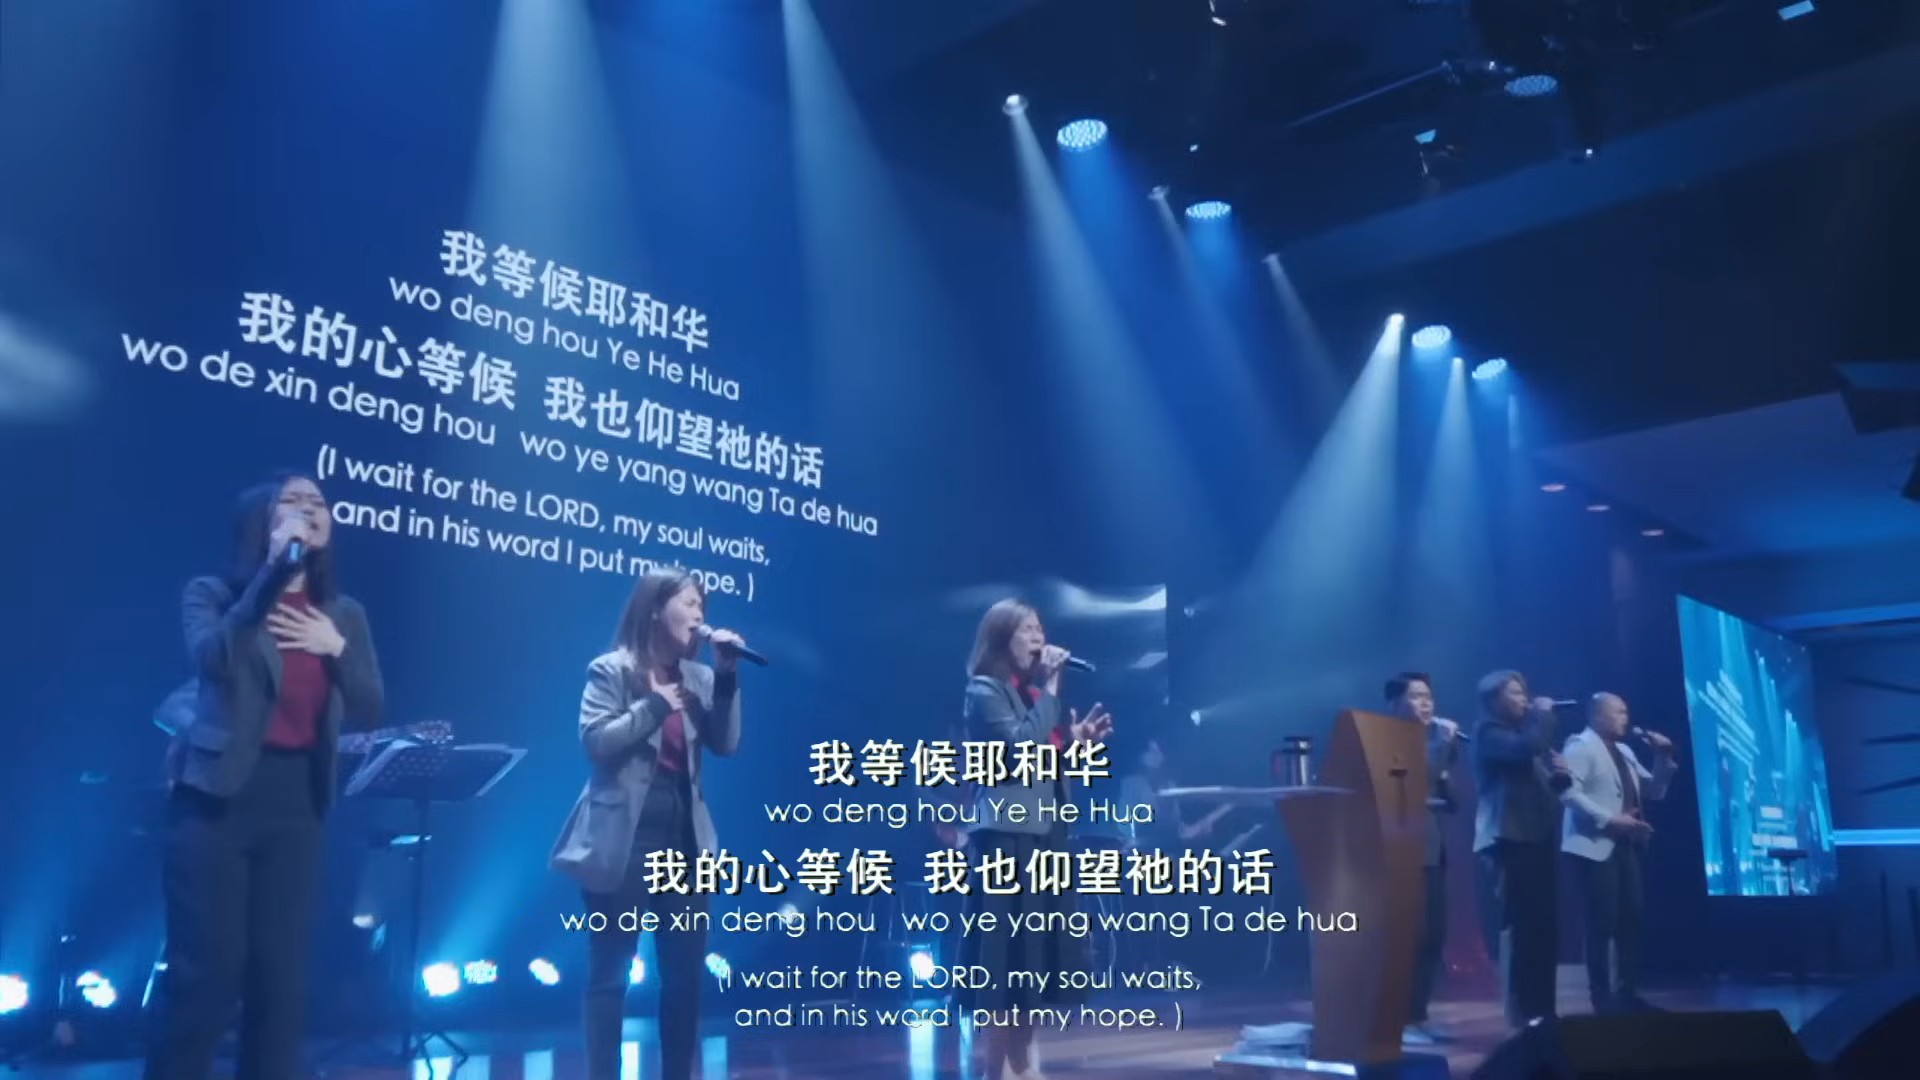 我等候耶和华
wo deng hou Ye He Hua
我的心等候 我也仰望祂的话
wo de xin deng hou wo ye yang wang Ta de hua
(I wait for the LORD, my soul waits,
and in his word I put my hope. )
我等候耶和华
wo deng hou Ye He Hua
我的心等候 我也仰望祂的话
wo de xin deng hou wo ye yang wang Ta de hua
(I wait for the LORD, my soul waits,
and in his word I put my hope. )